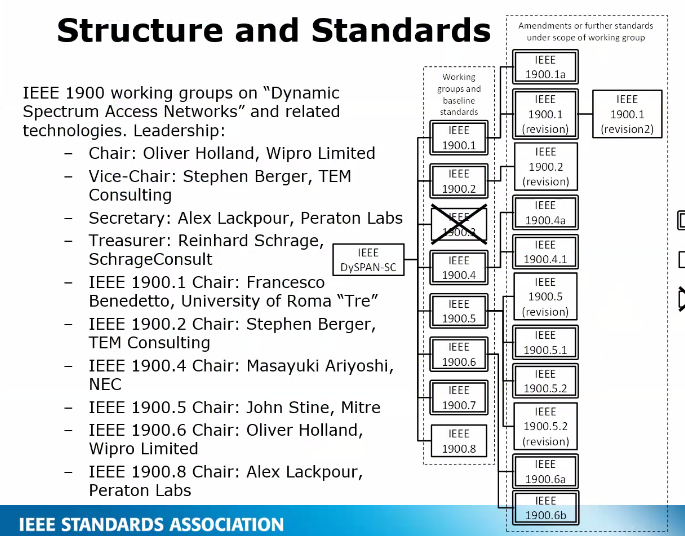 Structure and Standards
IEEE 1900 working groups on “Dynamic
Spectrum Access Networks” and related
technologies. Leadership:
– Chair: Oliver Holland, Wipro Limited
– Vice-Chair: Stephen Berger, TEM
Consulting
– Secretary: Alex Lackpour, Peraton Labs
– Treasurer: Reinhard Schrage,
SchrageConsult
– IEEE 1900.1 Chair: Francesco
Benedetto, University of Roma “Tre”
– IEEE 1900.2 Chair: Stephen Berger,
TEM Consulting
– IEEE 1900.4 Chair: Masayuki Ariyoshi,
NEC
– IEEE 1900.5 Chair: John Stine, Mitre
– IEEE 1900.6 Chair: Oliver Holland,
Wipro Limited
– IEEE 1900.8 Chair: Alex Lackpour,
Peraton Labs
IEEE
DySPAN-SC
Working
groups and
baseline
standards
IEEE
1900.1
IEEE
1900.2
IEEE
1900.3
IEEE
1900.4
IEEE
1900.5
IEEE
1900.6
IEEE
1900.7
IEEE
1900.8
Amendments or further standards
under scope of working group
IEEE
1900.1a
IEEE
1900.1
(revision)
IEEE
1900.1
(revision2)
IEEE
1900.2
(revision)
IEEE
1900.4a
IEEE
1900.4.1
IEEE
1900.5
(revision)
IEEE
1900.5.1
IEEE
1900.5.2
IEEE
1900.5.2
(revision)
IEEE
1900.6a
IEEE
1900.6b
IEEE STANDARDS ASSOCIATION